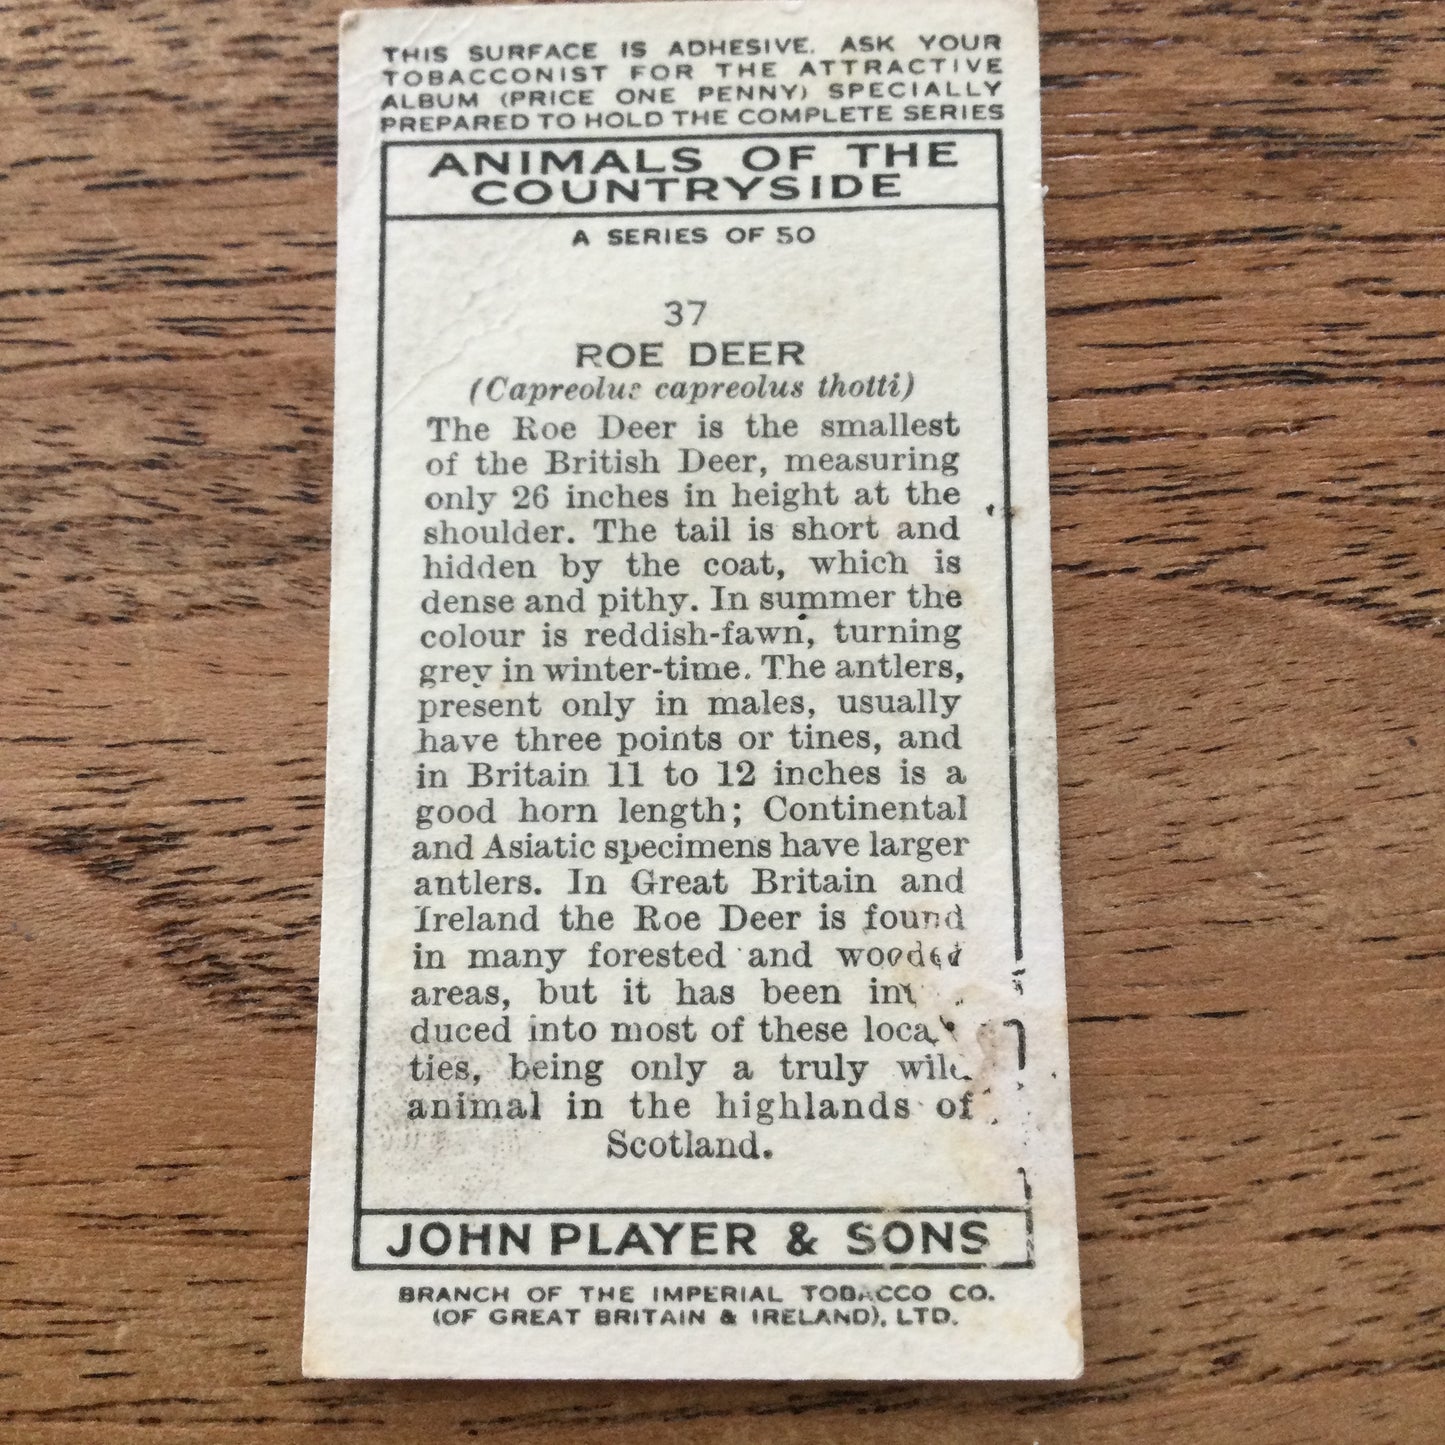 THIS SURFACE IS ADHESIVE. ASK YOUR
TOBACCONIST FOR THE ATTRACTIVE
ALBUM (PRICE ONE PENNY) SPECIALLY
PREPARED TO HOLD THE COMPLETE SERIES
ANIMALS OF THE
COUNTRYSIDE
A SERIES OF 50
37
ROE DEER
(Capreolus capreolus thotti)
The Roe Deer is the smallest
of the British Deer, measuring
only 26 inches in height at the
shoulder. The tail is short and
hidden by the coat, which is
dense and pithy. In summer the
colour is reddish-fawn, turning
grey in winter-time. The antlers,
present only in males, usually
have three points or tines, and
in Britain 11 to 12 inches is a
good horn length; Continental
and Asiatic specimens have larger
antlers. In Great Britain and
Ireland the Roe Deer is found
in many forested and wooded
areas, but it has been
duced into most of these
ties, being only a truly wild
animal in the highlands of
Scotland.
JOHN PLAYER & SONS
BRANCH OF THE IMPERIAL TOBACCO CO.
(OF GREAT BRITAIN & IRELAND), LTD.